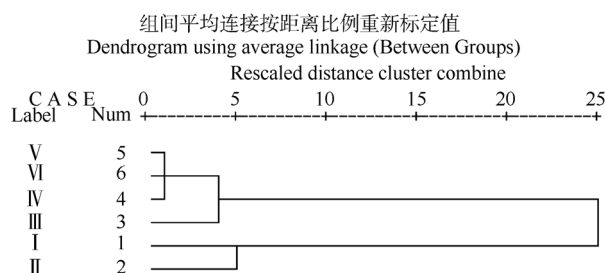 组间平均连接按距离比例重新标定值
Dendrogram using average linkage (Between Groups)
Rescaled distance cluster combine
C A S E 0 5 10 15 20 25
Label Num
Ⅴ 5
Ⅵ 6
Ⅳ 4
Ⅲ 3
Ⅰ 1
Ⅱ 2